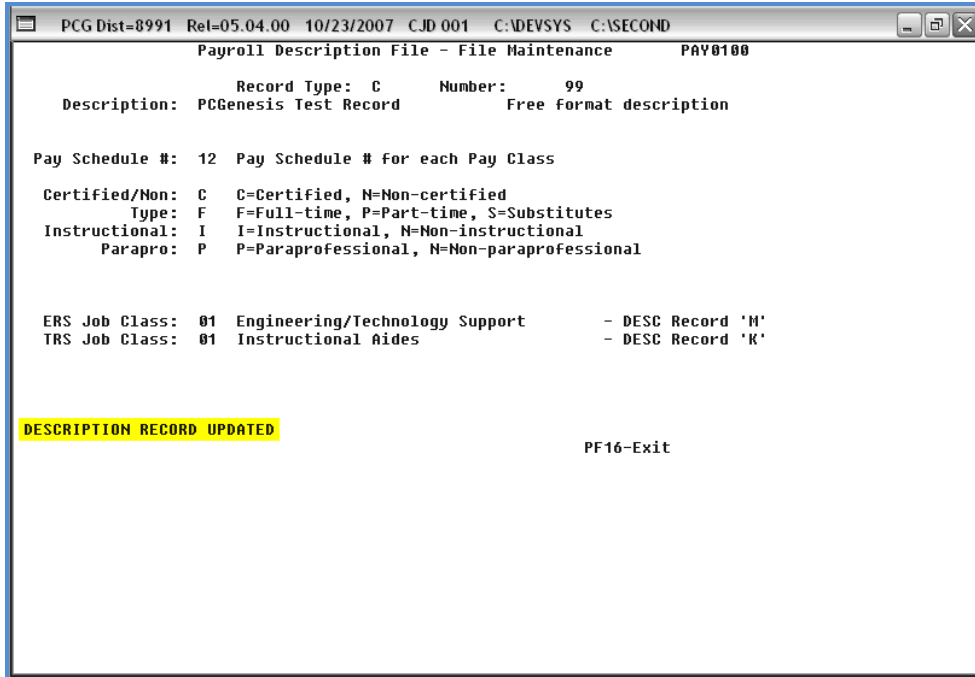 PCG Dist=8991 Rel=05.04.00 10/23/2007 CJD 001 C:\DEVSYS C:\SECOND
Payroll Description File - File Maintenance PAY0100
Record Type: C Number: 99
Description: PCGenesis Test Record Free format description
Pay Schedule #: 12 Pay Schedule # for each Pay Class
Certified/Non: C C=Certified, N=Non-certified
Type: F F=Full-time, P=Part-time, S=Substitutes
Instructional: I I=Instructional, N=Non-instructional
Parapro: P P=Paraprofessional, N=Non-paraprofessional
ERS Job Class: 01 Engineering/Technology Support - DESC Record 'M'
TRS Job Class: 01 Instructional Aides - DESC Record 'K'
DESCRIPTION RECORD UPDATED
PF16-Exit